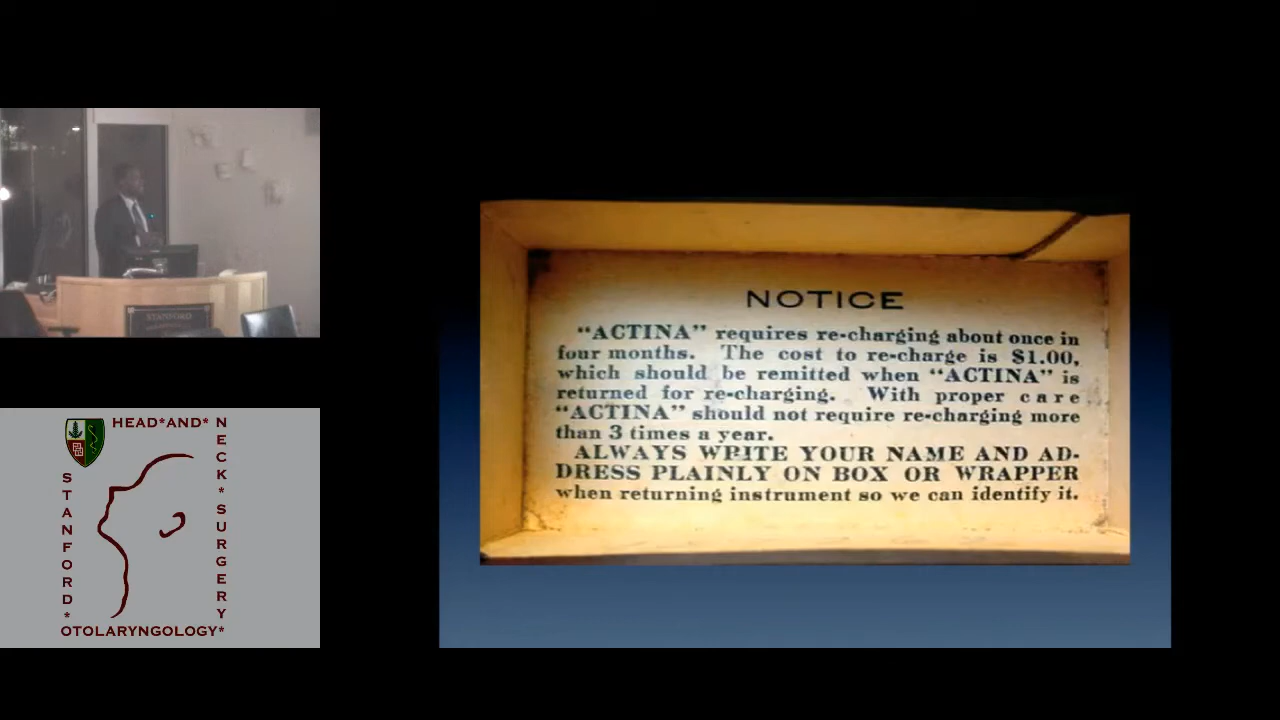 STANFORD
HEAD*AND*
NECK*SURGERY*
STANFORD*
OTOLARYNGOLOGY*
NOTICE
“ACTINA” requires re-charging about once in
four months. The cost to re-charge is $1.00,
which should be remitted when “ACTINA” is
returned for re-charging. With proper care
“ACTINA” should not require re-charging more
than 3 times a year.
ALWAYS WRITE YOUR NAME AND AD-
DRESS PLAINLY ON BOX OR WRAPPER
when returning instrument so we can identify it.